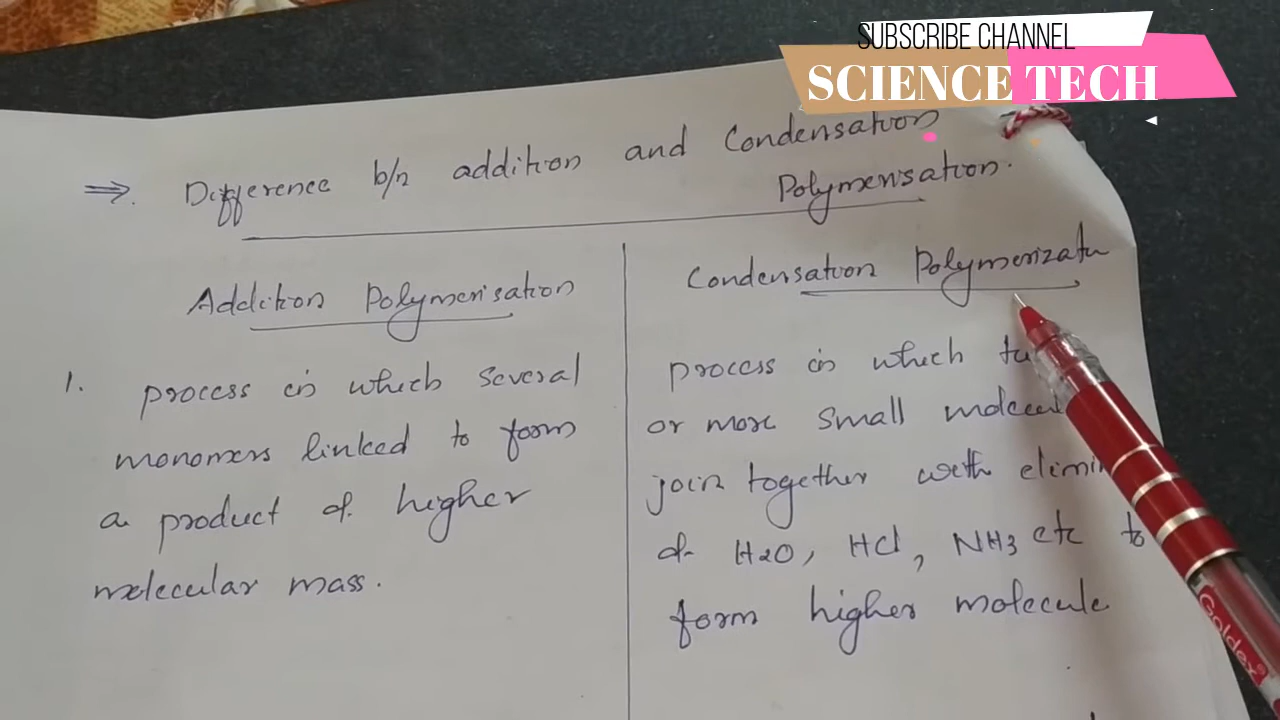 SUBSCRIBE CHANNEL
SCIENCE TECH
⇒ Difference b/n addition and Condensation
Polymerisation.
Addition Polymerisation
Condensation Polymerizatn
1. process in which several
monomers linked to form
a product of higher
molecular mass.
process in which
or more small
join together with
of H2O, HCl, NH3 etc to
form higher molecule
Goldex